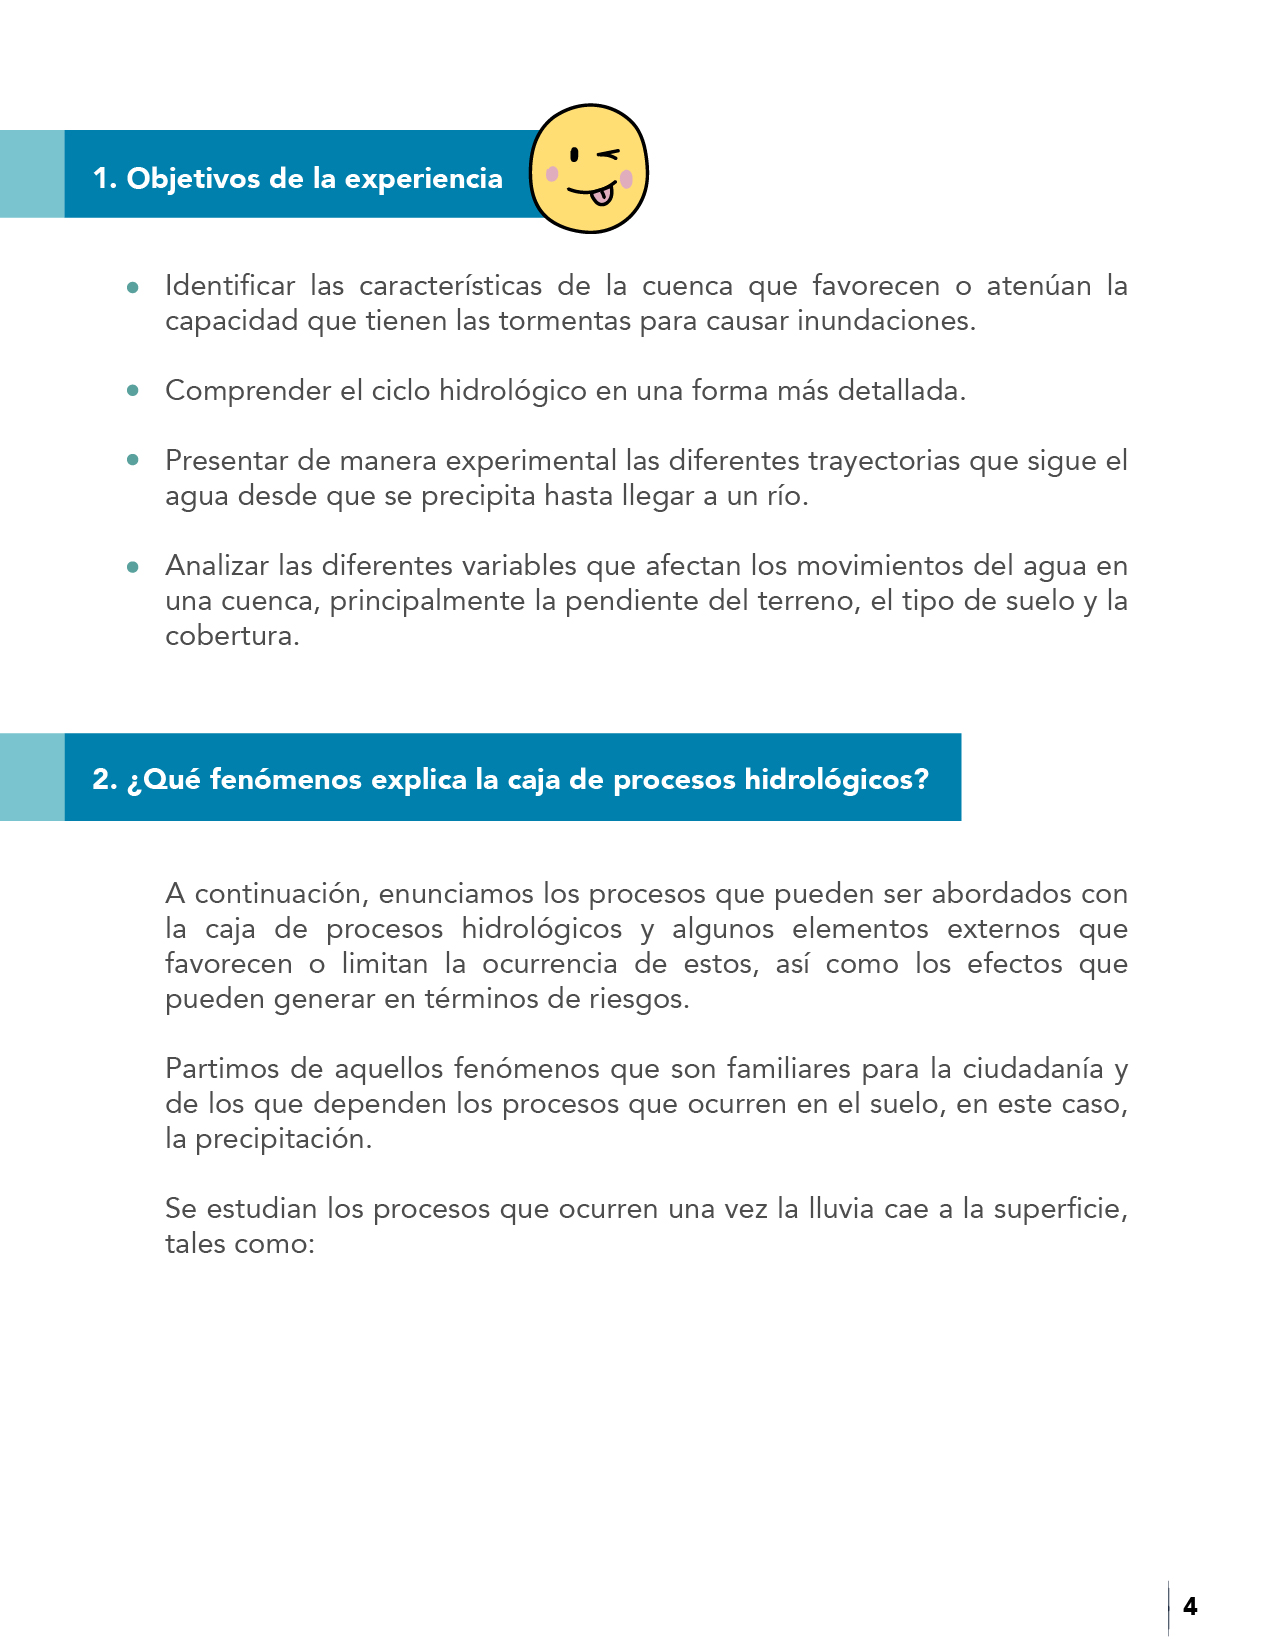 1. Objetivos de la experiencia
Identificar las características de la cuenca que favorecen o atenúan la
capacidad que tienen las tormentas para causar inundaciones.
Comprender el ciclo hidrológico en una forma más detallada.
Presentar de manera experimental las diferentes trayectorias que sigue el
agua desde que se precipita hasta llegar a un río.
Analizar las diferentes variables que afectan los movimientos del agua en
una cuenca, principalmente la pendiente del terreno, el tipo de suelo y la
cobertura.
2. ¿Qué fenómenos explica la caja de procesos hidrológicos?
A continuación, enunciamos los procesos que pueden ser abordados con
la caja de procesos hidrológicos y algunos elementos externos que
favorecen o limitan la ocurrencia de estos, así como los efectos que
pueden generar en términos de riesgos.
Partimos de aquellos fenómenos que son familiares para la ciudadanía y
de los que dependen los procesos que ocurren en el suelo, en este caso,
la precipitación.
Se estudian los procesos que ocurren una vez la lluvia cae a la superficie,
tales como:
4